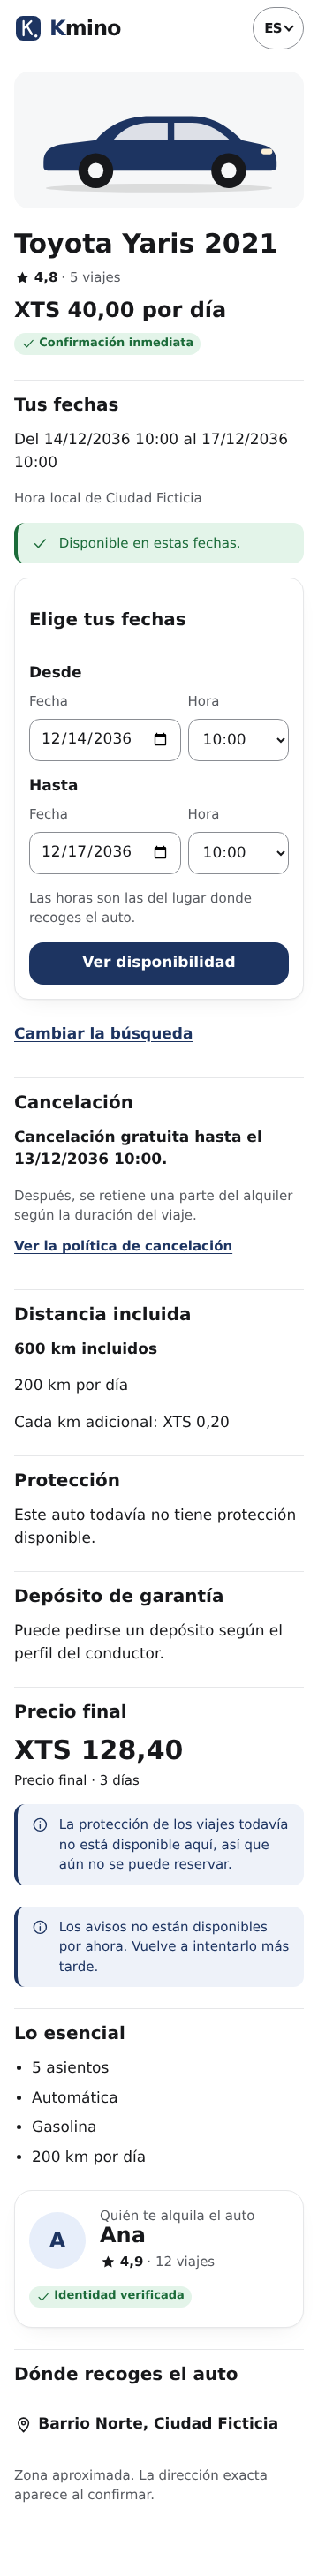 K Kmino
ES
Toyota Yaris 2021
4,8 · 5 viajes
XTS 40,00 por día
Confirmación inmediata
Tus fechas
Del 14/12/2036 10:00 al 17/12/2036
10:00
Hora local de Ciudad Ficticia
Disponible en estas fechas.
Elige tus fechas
Desde
Fecha Hora
12/14/2036 10:00
Hasta
Fecha Hora
12/17/2036 10:00
Las horas son las del lugar donde
recoges el auto.
Ver disponibilidad
Cambiar la búsqueda
Cancelación
Cancelación gratuita hasta el
13/12/2036 10:00.
Después, se retiene una parte del alquiler
según la duración del viaje.
Ver la política de cancelación
Distancia incluida
600 km incluidos
200 km por día
Cada km adicional: XTS 0,20
Protección
Este auto todavía no tiene protección
disponible.
Depósito de garantía
Puede pedirse un depósito según el
perfil del conductor.
Precio final
XTS 128,40
Precio final · 3 días
La protección de los viajes todavía
no está disponible aquí, así que
aún no se puede reservar.
Los avisos no están disponibles
por ahora. Vuelve a intentarlo más
tarde.
Lo esencial
• 5 asientos
• Automática
• Gasolina
• 200 km por día
A
Quién te alquila el auto
Ana
4,9 · 12 viajes
Identidad verificada
Dónde recoges el auto
Barrio Norte, Ciudad Ficticia
Zona aproximada. La dirección exacta
aparece al confirmar.